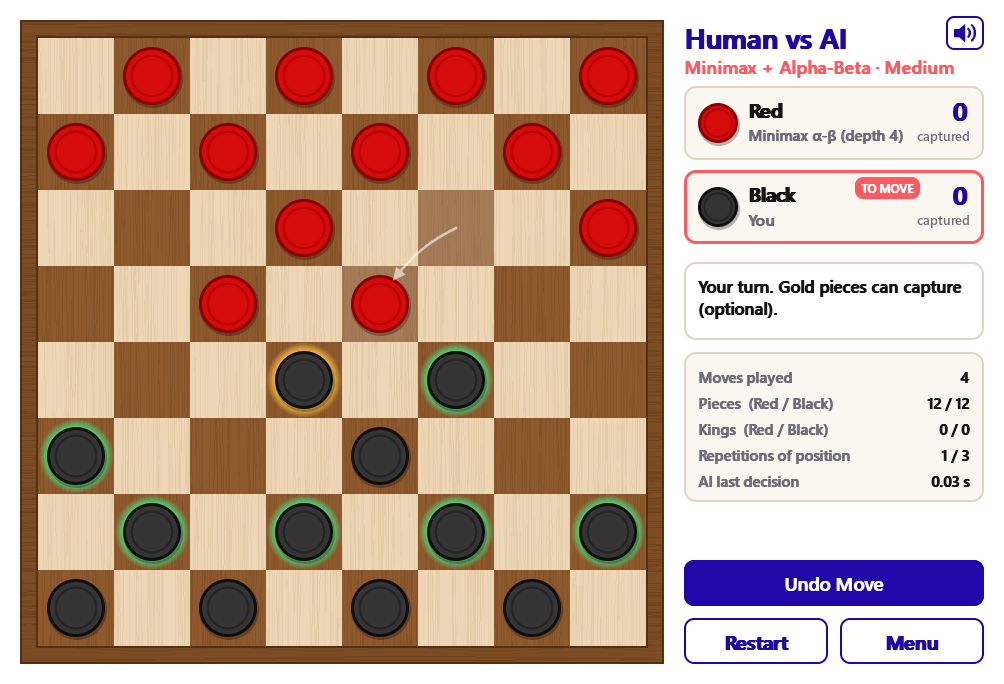 Human vs AI
Minimax + Alpha-Beta · Medium
Red
Minimax α-β (depth 4)
0
captured
Black
You
TO MOVE
0
captured
Your turn. Gold pieces can capture
(optional).
Moves played 4
Pieces (Red / Black) 12 / 12
Kings (Red / Black) 0 / 0
Repetitions of position 1 / 3
AI last decision 0.03 s
Undo Move
Restart
Menu